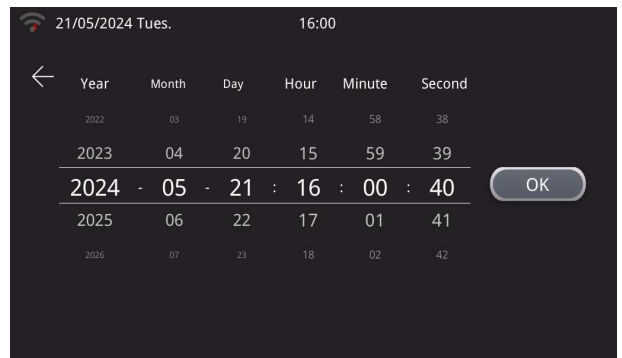 21/05/2024 Tues. 16:00
Year Month Day Hour Minute Second
2022 03 19 14 58 38
2023 04 20 15 59 39
2024 - 05 - 21 : 16 : 00 : 40 OK
2025 06 22 17 01 41
2026 07 23 18 02 42